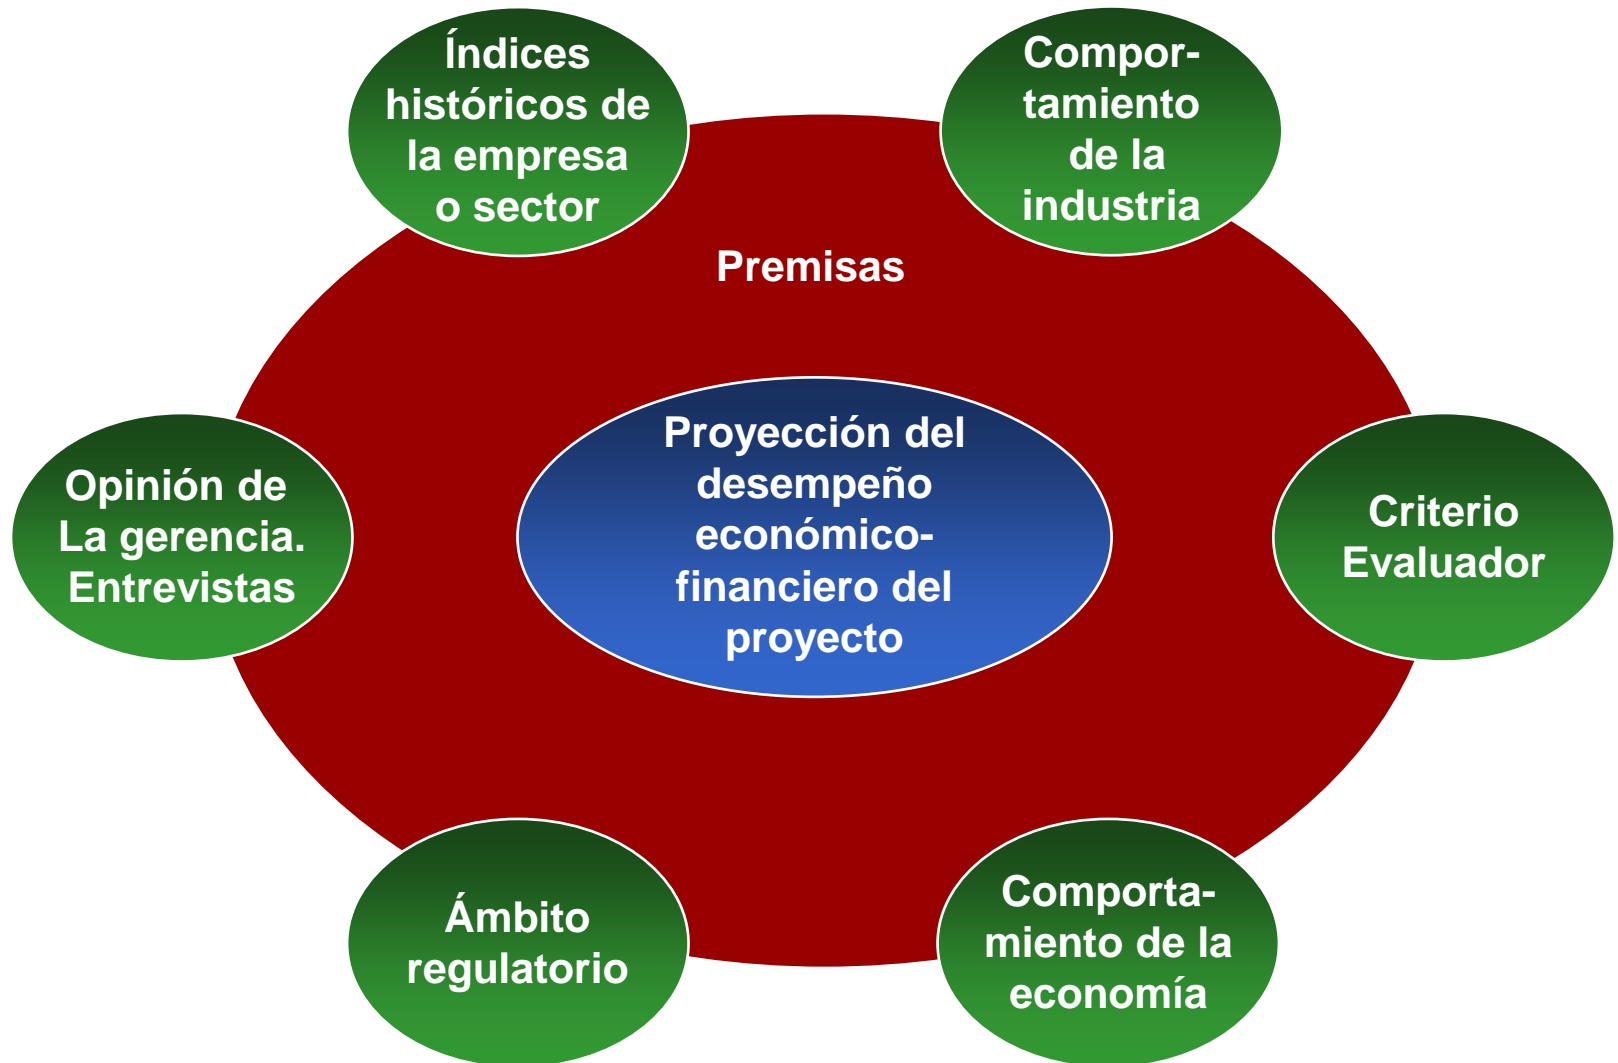 Índices
históricos de
la empresa
o sector
Compor-
tamiento
de la
industria
Premisas
Proyección del
desempeño
económico-
financiero del
proyecto
Opinión de
La gerencia.
Entrevistas
Criterio
Evaluador
Ámbito
regulatorio
Comporta-
miento de la
economía